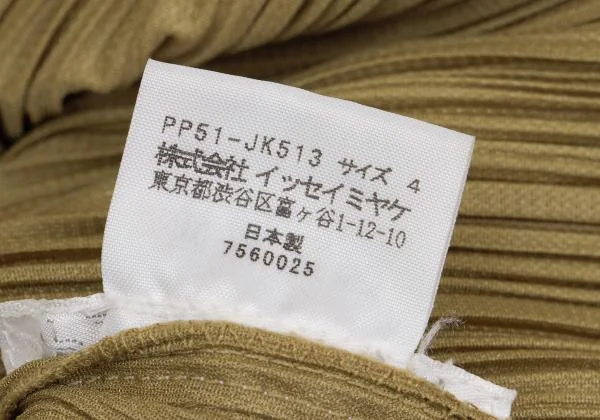 PP51-JK513 サイズ 4
株式会社 イッセイミヤケ
東京都渋谷区富ヶ谷1-12-10
日本製
7560025